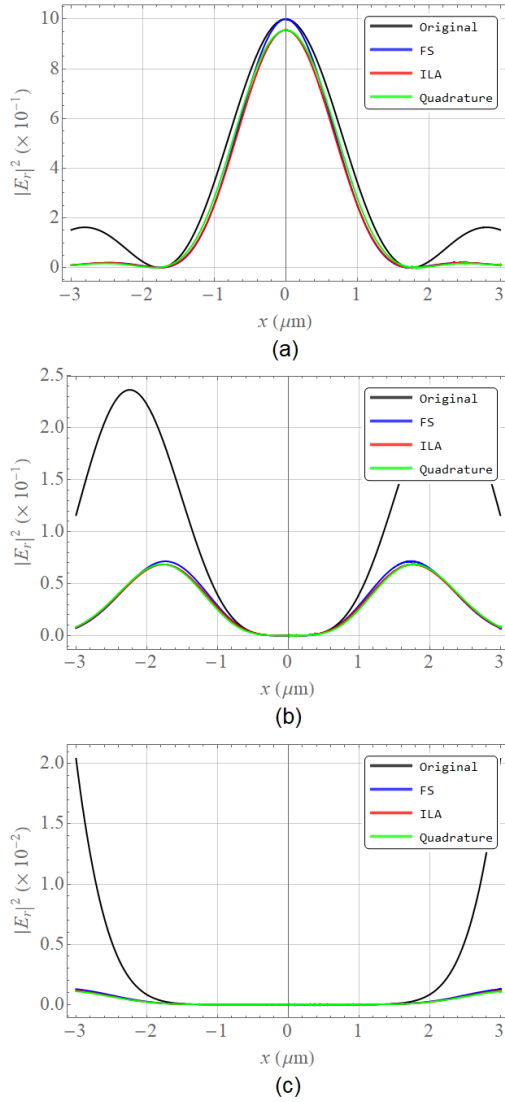 |E_r|^2 (× 10^-1)
10
8
6
4
2
0
Original
FS
ILA
Quadrature
−3 −2 −1 0 1 2 3
x (μm)
(a)
|E_r|^2 (× 10^-1)
2.5
2.0
1.5
1.0
0.5
0.0
Original
FS
ILA
Quadrature
−3 −2 −1 0 1 2 3
x (μm)
(b)
|E_r|^2 (× 10^-2)
2.0
1.5
1.0
0.5
0.0
Original
FS
ILA
Quadrature
−3 −2 −1 0 1 2 3
x (μm)
(c)